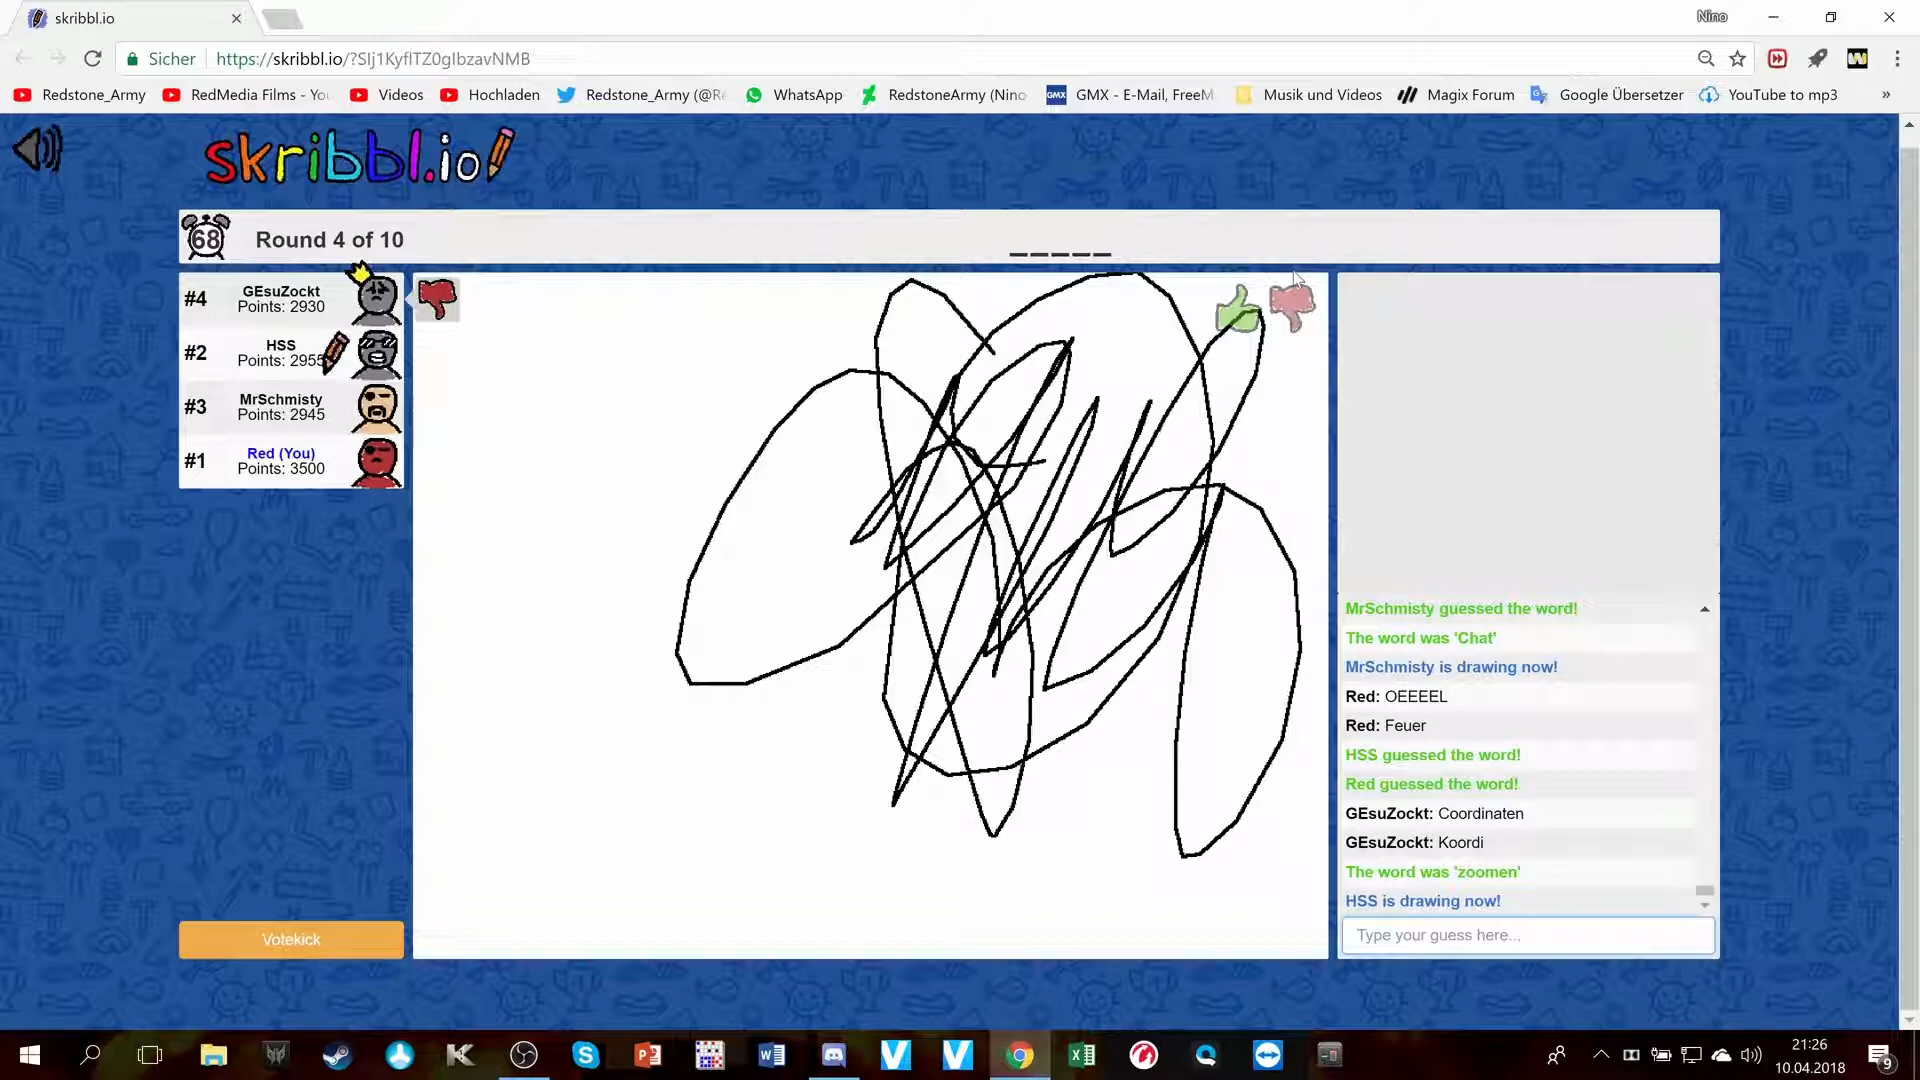 skribbl.io
Nino
Sicher
https://skribbl.io/?SIj1KyflTZ0gIbzavNMB
Redstone_Army
RedMedia Films - You
Videos
Hochladen
Redstone_Army (@Re
WhatsApp
RedstoneArmy (Nino
GMX
GMX - E-Mail, FreeM
Musik und Videos
Magix Forum
Google Übersetzer
YouTube to mp3
»
skribbl.io
68
Round 4 of 10
_____
#4
GEsuZockt
Points: 2930
#2
HSS
Points: 2955
#3
MrSchmisty
Points: 2945
#1
Red (You)
Points: 3500
Votekick
MrSchmisty guessed the word!
The word was 'Chat'
MrSchmisty is drawing now!
Red: OEEEEL
Red: Feuer
HSS guessed the word!
Red guessed the word!
GEsuZockt: Coordinaten
GEsuZockt: Koordi
The word was 'zoomen'
HSS is drawing now!
Type your guess here...
21:26
10.04.2018
9